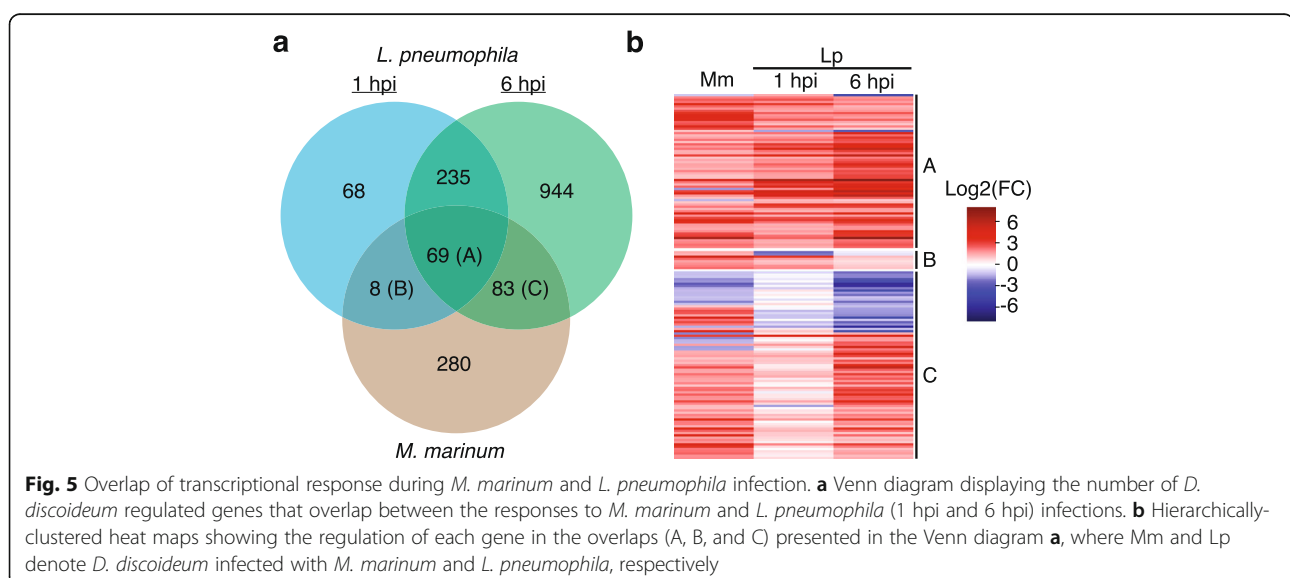 a
L. pneumophila
1 hpi 6 hpi
68
235
944
69 (A)
8 (B)
83 (C)
280
M. marinum
b
Lp
Mm 1 hpi 6 hpi
A
B
C
Log2(FC)
6
3
0
-3
-6
Fig. 5 Overlap of transcriptional response during M. marinum and L. pneumophila infection. a Venn diagram displaying the number of D.
discoideum regulated genes that overlap between the responses to M. marinum and L. pneumophila (1 hpi and 6 hpi) infections. b Hierarchically-
clustered heat maps showing the regulation of each gene in the overlaps (A, B, and C) presented in the Venn diagram a, where Mm and Lp
denote D. discoideum infected with M. marinum and L. pneumophila, respectively